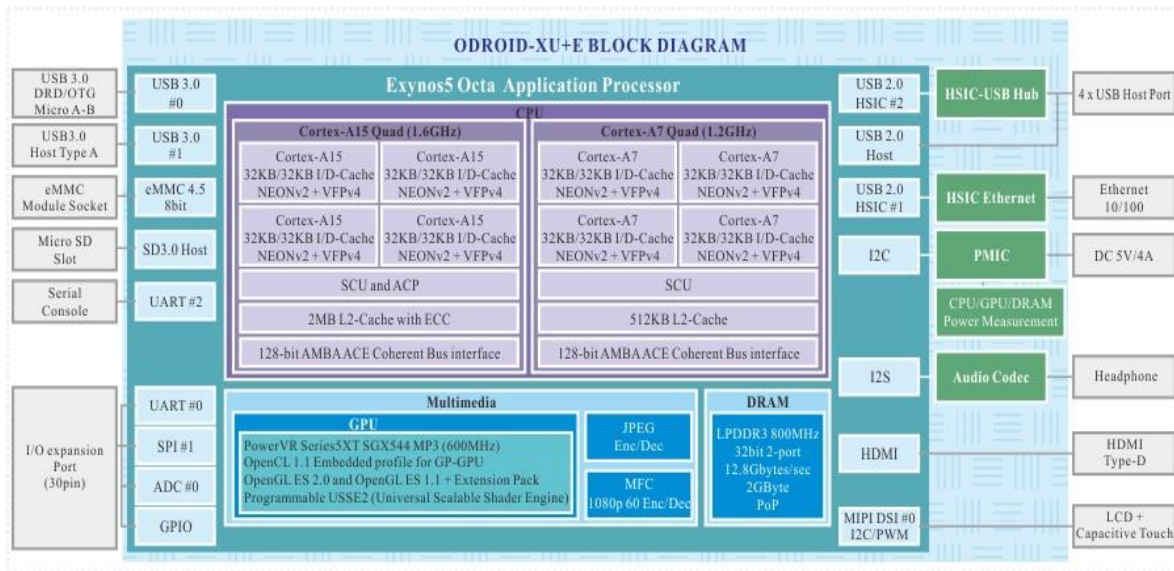 ODROID-XU+E BLOCK DIAGRAM
USB 3.0
DRD/OTG
Micro A-B
USB3.0
Host Type A
eMMC
Module Socket
Micro SD
Slot
Serial
Console
I/O expansion
Port
(30pin)
USB 3.0
#0
USB 3.0
#1
eMMC 4.5
8bit
SD3.0 Host
UART #2
UART #0
SPI #1
ADC #0
GPIO
Exynos5 Octa Application Processor
CPU
Cortex-A15 Quad (1.6GHz)
Cortex-A15
32KB/32KB I/D-Cache
NEONv2 + VFPv4
Cortex-A15
32KB/32KB I/D-Cache
NEONv2 + VFPv4
Cortex-A15
32KB/32KB I/D-Cache
NEONv2 + VFPv4
Cortex-A15
32KB/32KB I/D-Cache
NEONv2 + VFPv4
SCU and ACP
2MB L2-Cache with ECC
128-bit AMBA ACE Coherent Bus interface
Cortex-A7 Quad (1.2GHz)
Cortex-A7
32KB/32KB I/D-Cache
NEONv2 + VFPv4
Cortex-A7
32KB/32KB I/D-Cache
NEONv2 + VFPv4
Cortex-A7
32KB/32KB I/D-Cache
NEONv2 + VFPv4
Cortex-A7
32KB/32KB I/D-Cache
NEONv2 + VFPv4
SCU
512KB L2-Cache
128-bit AMBA ACE Coherent Bus interface
Multimedia
GPU
PowerVR Series5XT SGX544 MP3 (600MHz)
OpenCL 1.1 Embedded profile for GP-GPU
OpenGL ES 2.0 and OpenGL ES 1.1 + Extension Pack
Programmable USSE2 (Universal Scalable Shader Engine)
JPEG
Enc/Dec
MFC
1080p 60 Enc/Dec
DRAM
LPDDR3 800MHz
32bit 2-port
12.8Gbytes/sec
2GByte
PoP
USB 2.0
HSIC #2
USB 2.0
Host
USB 2.0
HSIC #1
I2C
I2S
HDMI
MIPI DSI #0
I2C/PWM
HSIC-USB Hub
HSIC Ethernet
PMIC
CPU/GPU/DRAM
Power Measurement
Audio Codec
4 x USB Host Port
Ethernet
10/100
DC 5V/4A
Headphone
HDMI
Type-D
LCD +
Capacitive Touch